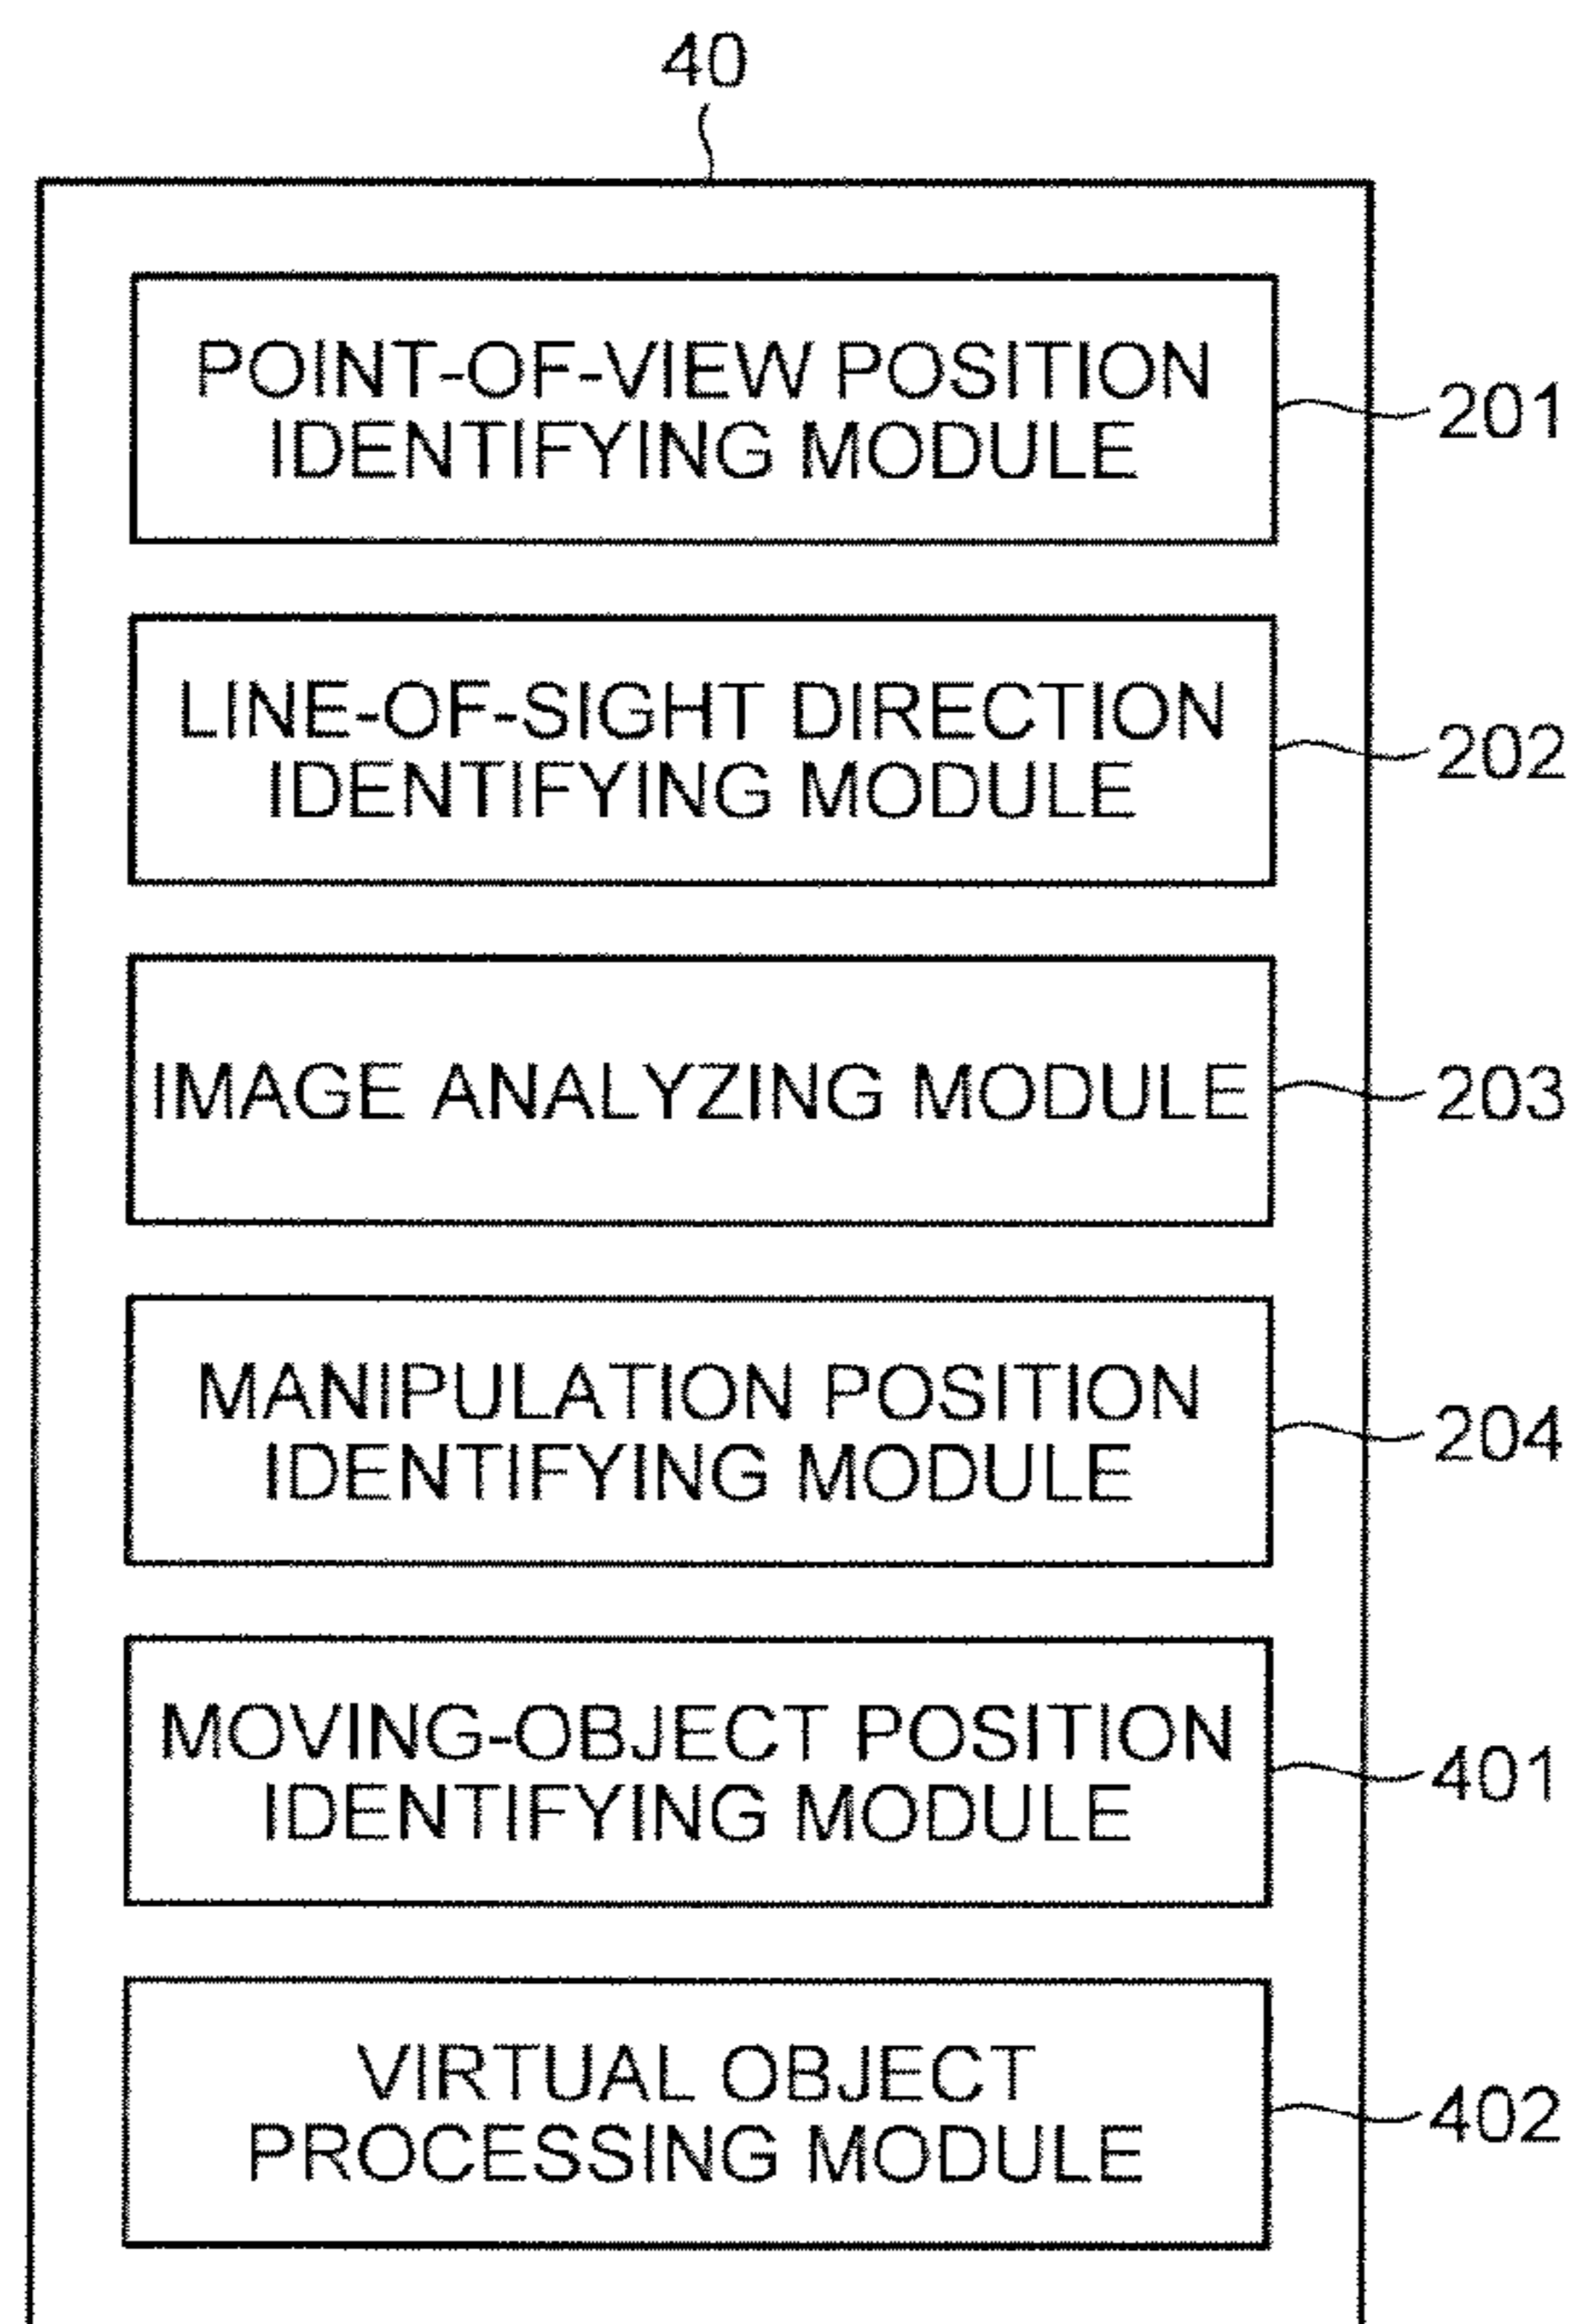 40
POINT-OF-VIEW POSITION
IDENTIFYING MODULE
201
LINE-OF-SIGHT DIRECTION
IDENTIFYING MODULE
202
IMAGE ANALYZING MODULE
203
MANIPULATION POSITION
IDENTIFYING MODULE
204
MOVING-OBJECT POSITION
IDENTIFYING MODULE
401
VIRTUAL OBJECT
PROCESSING MODULE
402